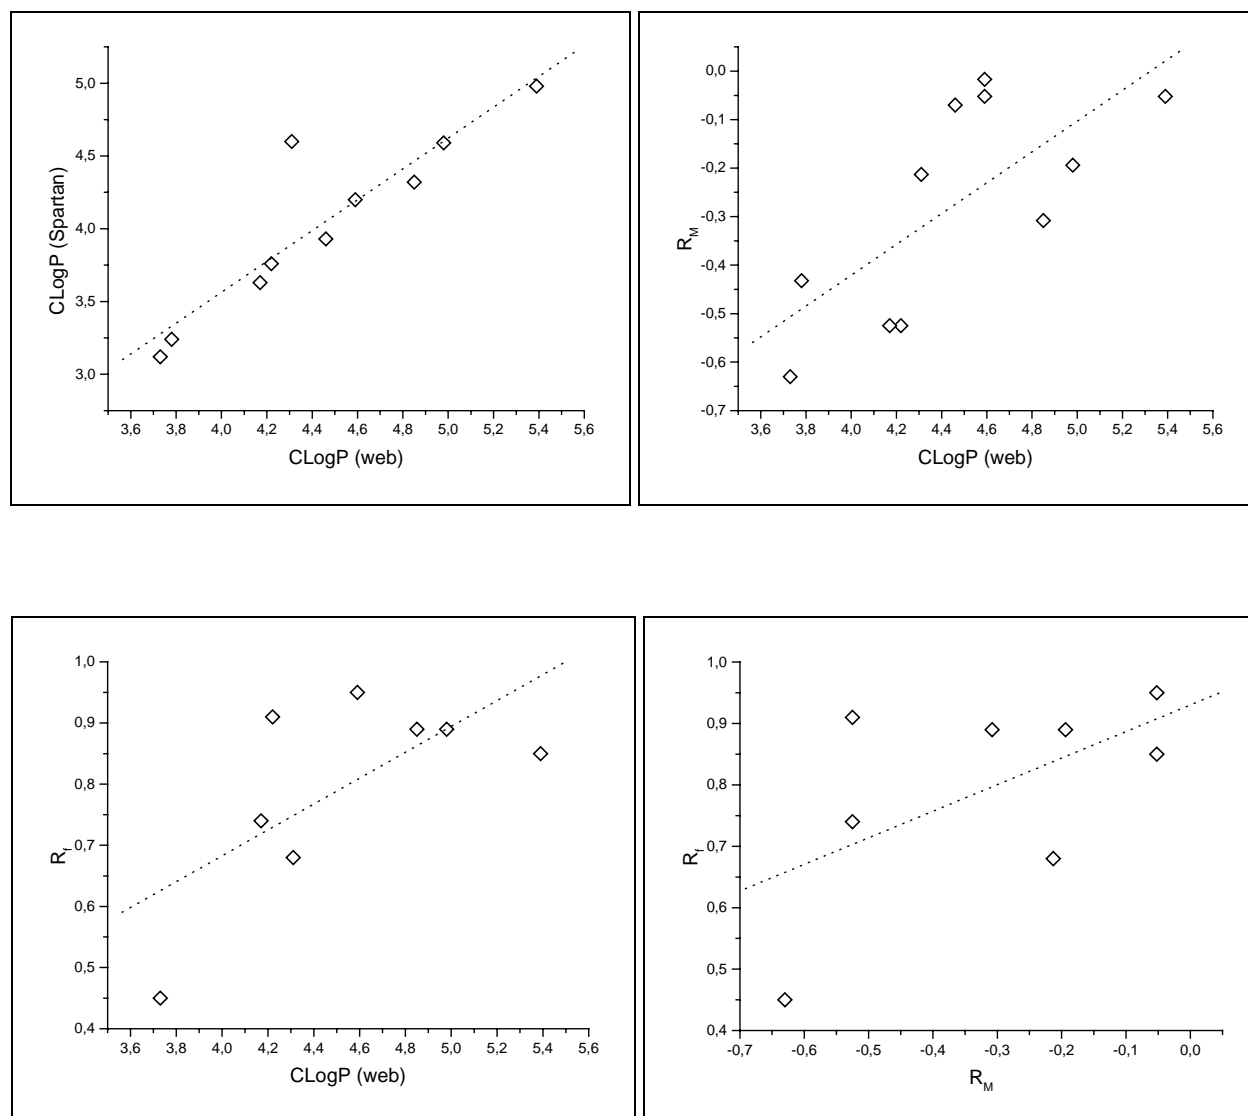 5,0
4,5
4,0
3,5
3,0
CLogP (Spartan)
3,6 3,8 4,0 4,2 4,4 4,6 4,8 5,0 5,2 5,4 5,6
CLogP (web)
0,0
-0,1
-0,2
-0,3
-0,4
-0,5
-0,6
-0,7
R_M
3,6 3,8 4,0 4,2 4,4 4,6 4,8 5,0 5,2 5,4 5,6
CLogP (web)
1,0
0,9
0,8
0,7
0,6
0,5
0,4
R_f
3,6 3,8 4,0 4,2 4,4 4,6 4,8 5,0 5,2 5,4 5,6
CLogP (web)
1,0
0,9
0,8
0,7
0,6
0,5
0,4
R_f
-0,7 -0,6 -0,5 -0,4 -0,3 -0,2 -0,1 0,0
R_M